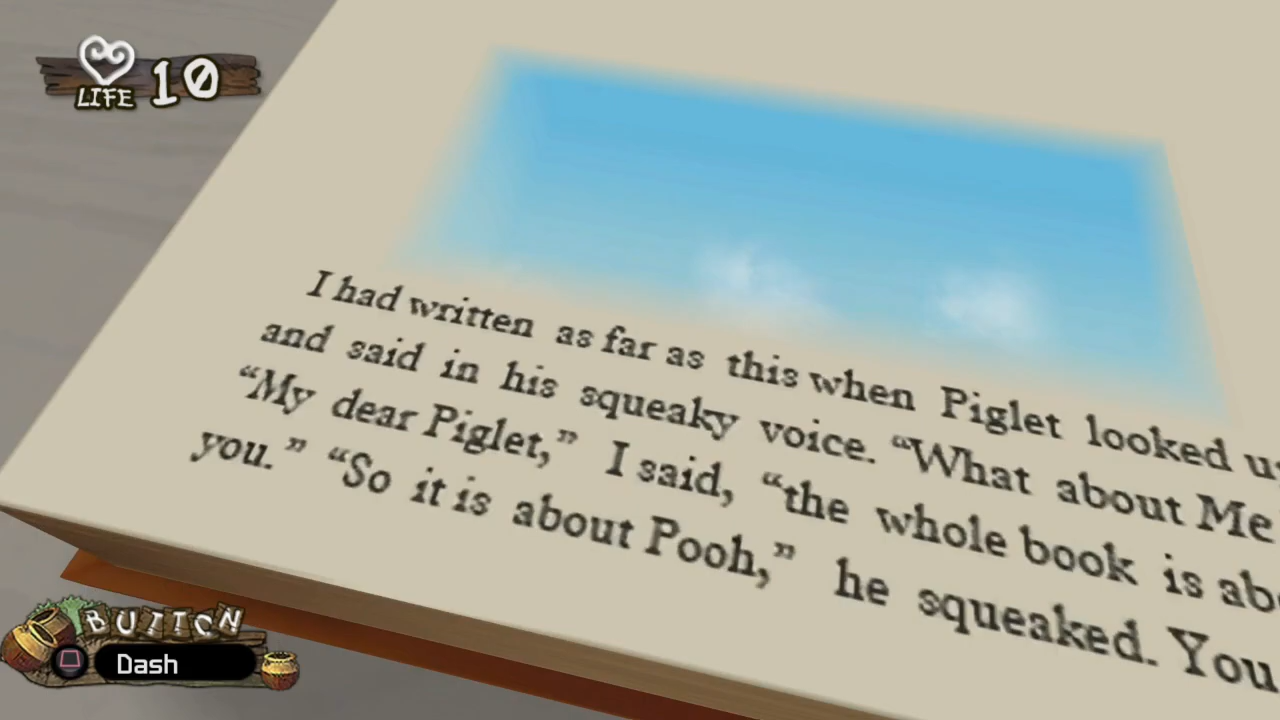 LIFE 10
I had written as far as this when Piglet looked
and said in his squeaky voice. “What about Me
“My dear Piglet,” I said, “the whole book is
you.” “So it is about Pooh,” he squeaked. You
BUTTON
Dash